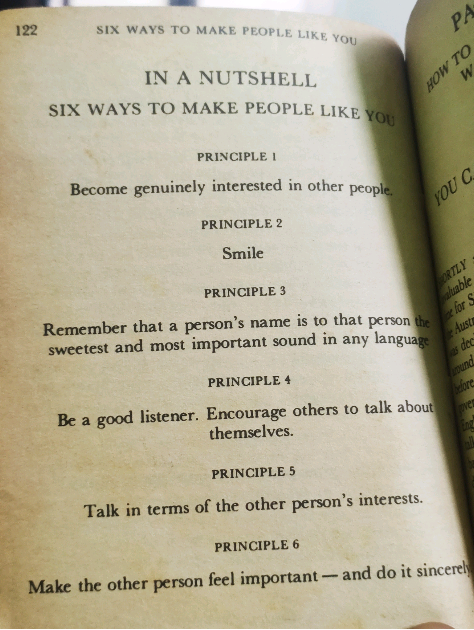 122
SIX WAYS TO MAKE PEOPLE LIKE YOU
IN A NUTSHELL
SIX WAYS TO MAKE PEOPLE LIKE YOU
PRINCIPLE 1
Become genuinely interested in other people.
PRINCIPLE 2
Smile
PRINCIPLE 3
Remember that a person's name is to that person the
sweetest and most important sound in any language
PRINCIPLE 4
Be a good listener. Encourage others to talk about
themselves.
PRINCIPLE 5
Talk in terms of the other person's interests.
PRINCIPLE 6
Make the other person feel important — and do it sincerely
PA
HOW TO
W
YOU C